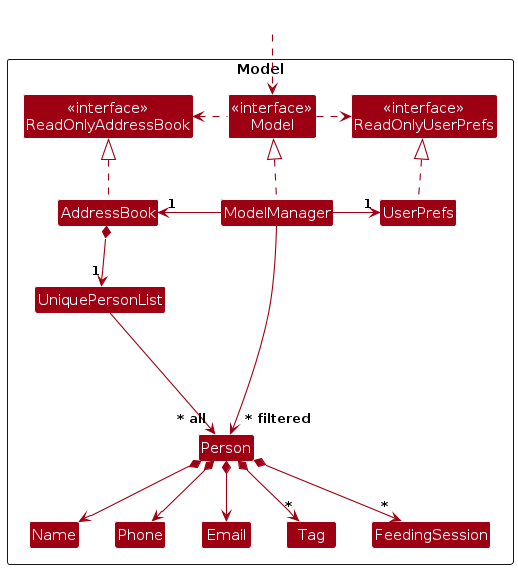 Model
«interface»
ReadOnlyAddressBook
«interface»
Model
«interface»
ReadOnlyUserPrefs
AddressBook
1
ModelManager
1
UserPrefs
1
UniquePersonList
* all
* filtered
Person
*
*
Name
Phone
Email
Tag
FeedingSession